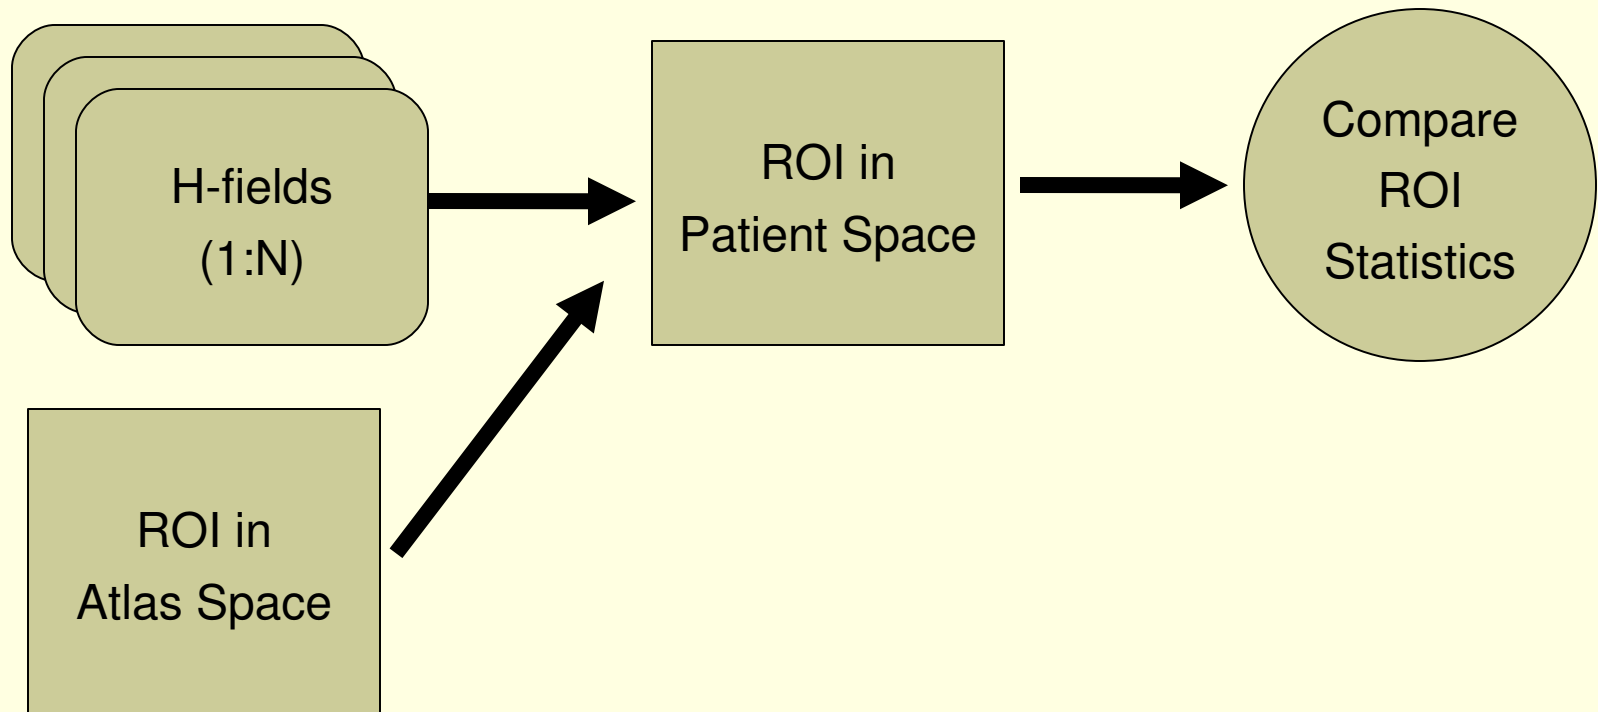 H-fields
(1:N)
ROI in
Patient Space
Compare
ROI
Statistics
ROI in
Atlas Space